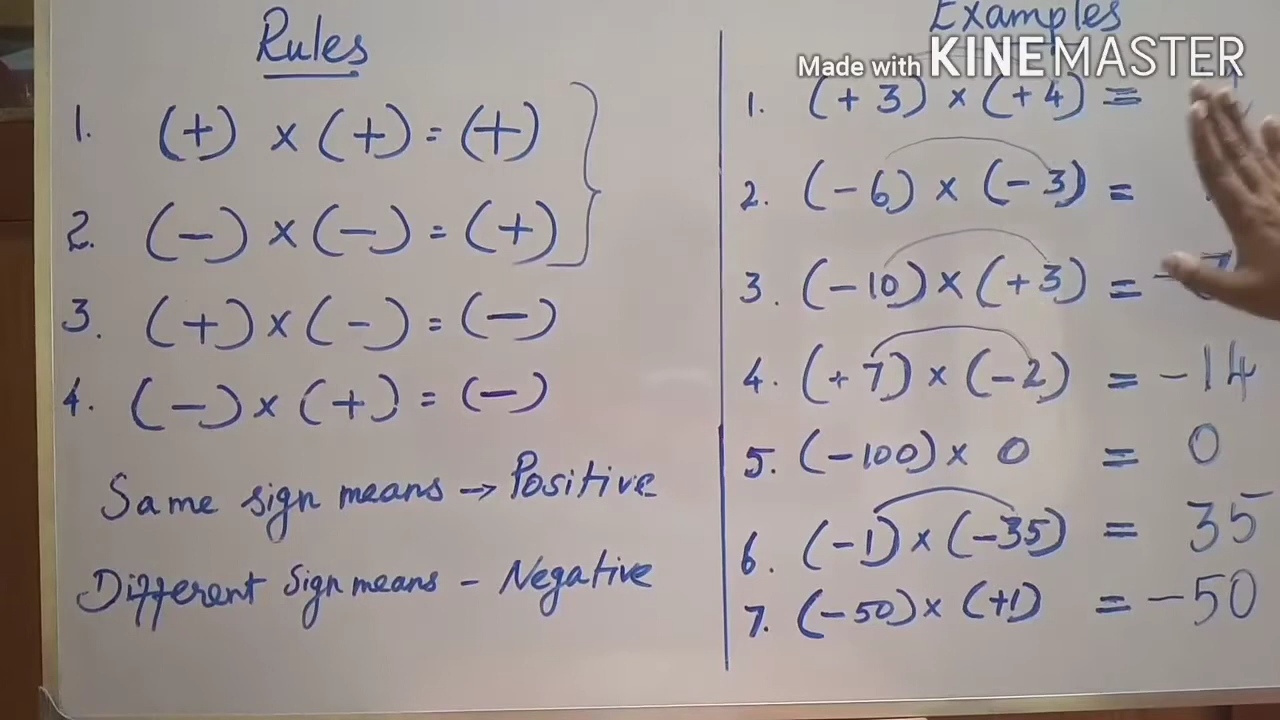 Rules
1. (+) × (+) = (+)
2. (-) × (-) = (+)
3. (+) × (-) = (-)
4. (-) × (+) = (-)
Same sign means → Positive
Different Sign means - Negative
Examples
Made with KINEMASTER
1. (+3) × (+4) =
2. (-6) × (-3) =
3. (-10) × (+3) = -
4. (+7) × (-2) = -14
5. (-100) × 0 = 0
6. (-1) × (-35) = 35
7. (-50) × (+1) = -50